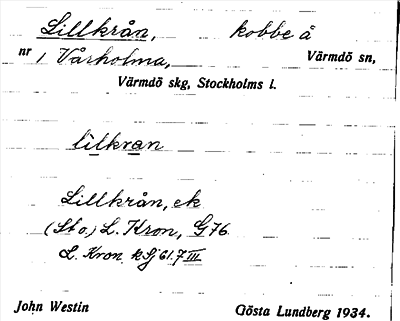 Lillkrån, kobbe å
nr 1 Vårholma, Värmdö sn,
Värmdö skg, Stockholms l.
lilkran
Lillkrån, ek
(Sto.) L. Kron, G76
L. Kron kSj 61.7 III
John Westin Gösta Lundberg 1934.